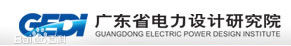 GEDI 广东省电力设计研究院
GUANGDONG ELECTRIC POWER DESIGN INSTITUTE